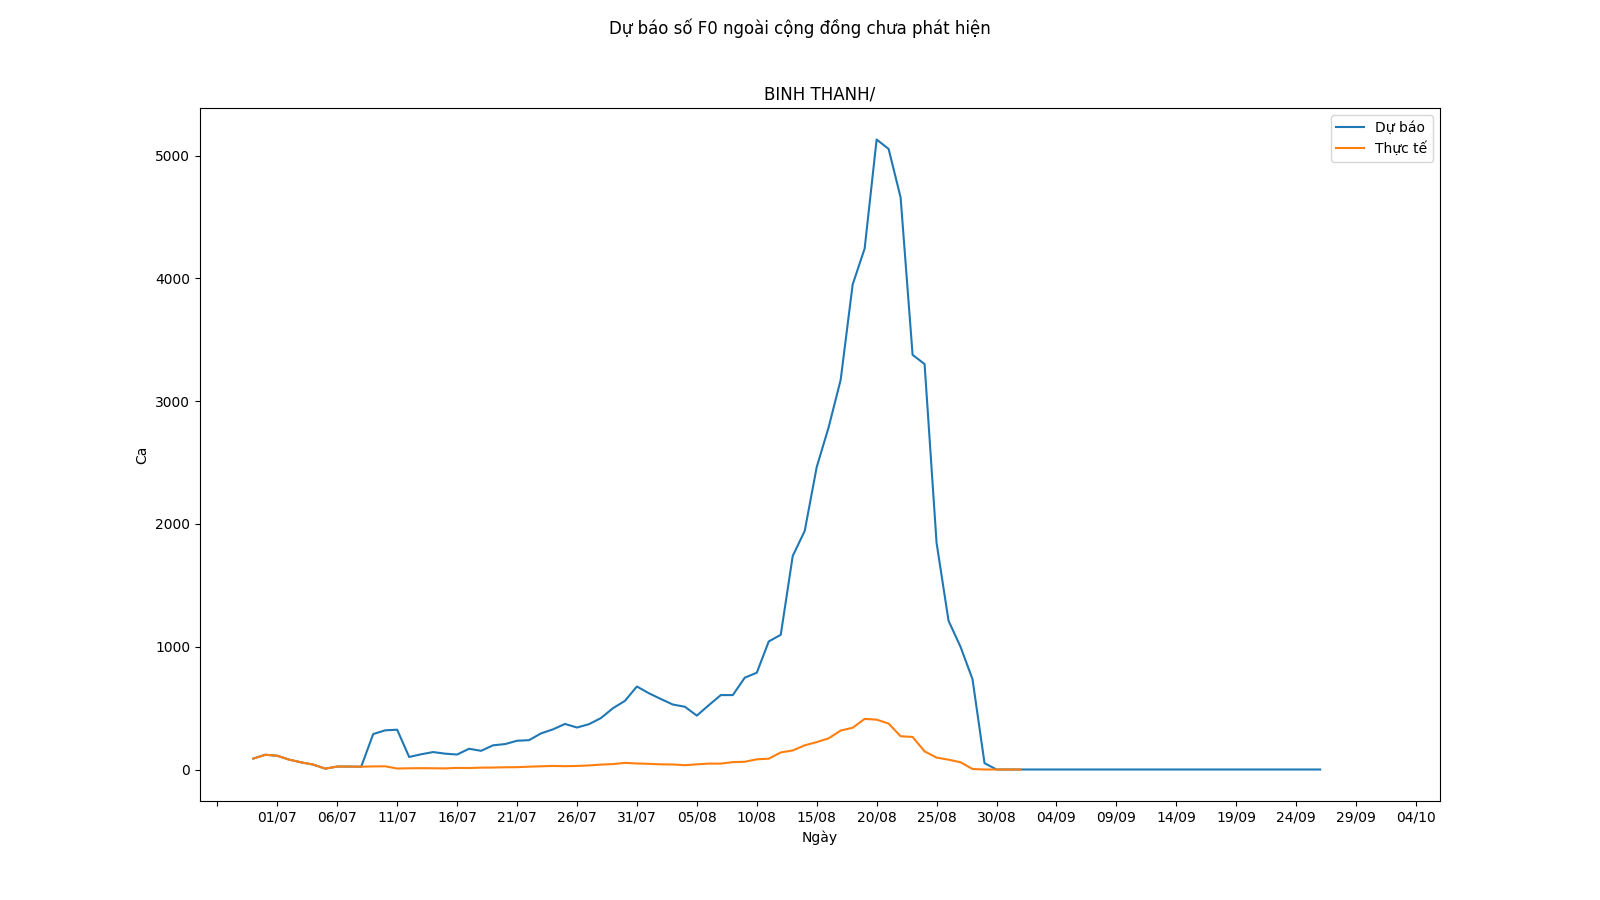 Dự báo số F0 ngoài cộng đồng chưa phát hiện
BINH THANH/
Dự báo
Thực tế
5000
4000
3000
2000
1000
0
Ca
01/07 06/07 11/07 16/07 21/07 26/07 31/07 05/08 10/08 15/08 20/08 25/08 30/08 04/09 09/09 14/09 19/09 24/09 29/09 04/10
Ngày